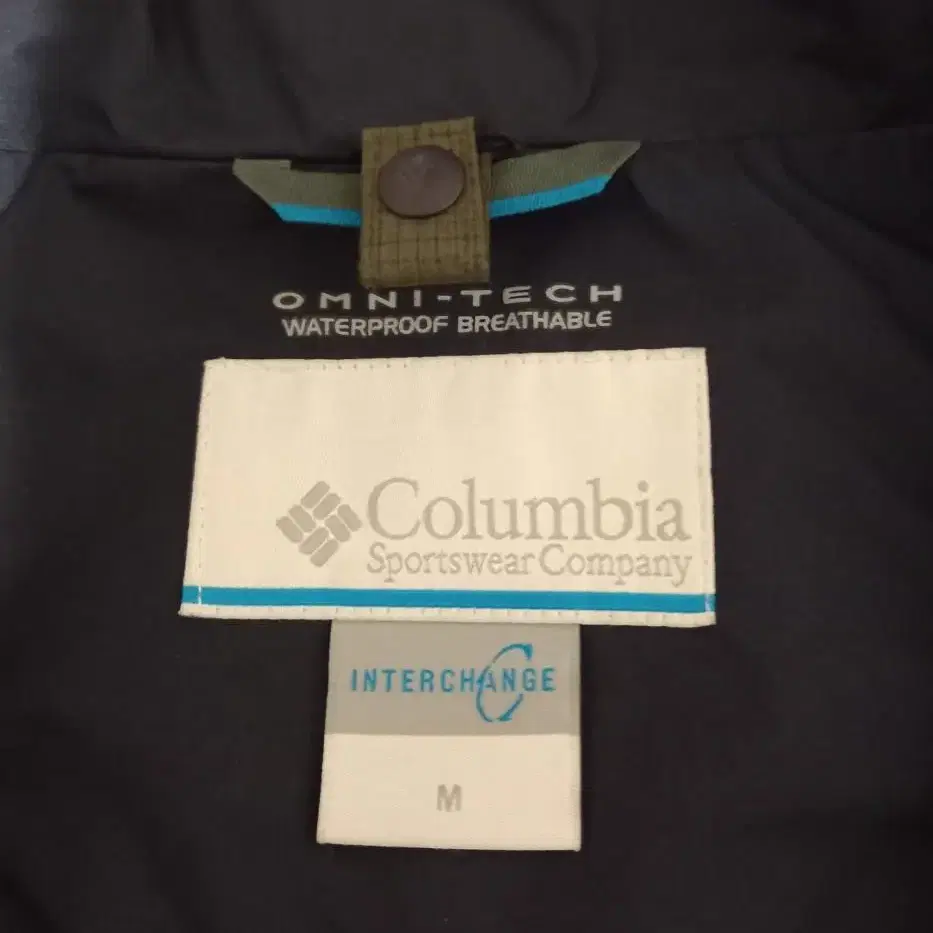 OMNI-TECH
WATERPROOF BREATHABLE
Columbia
Sportswear Company
INTERCHANGE
M